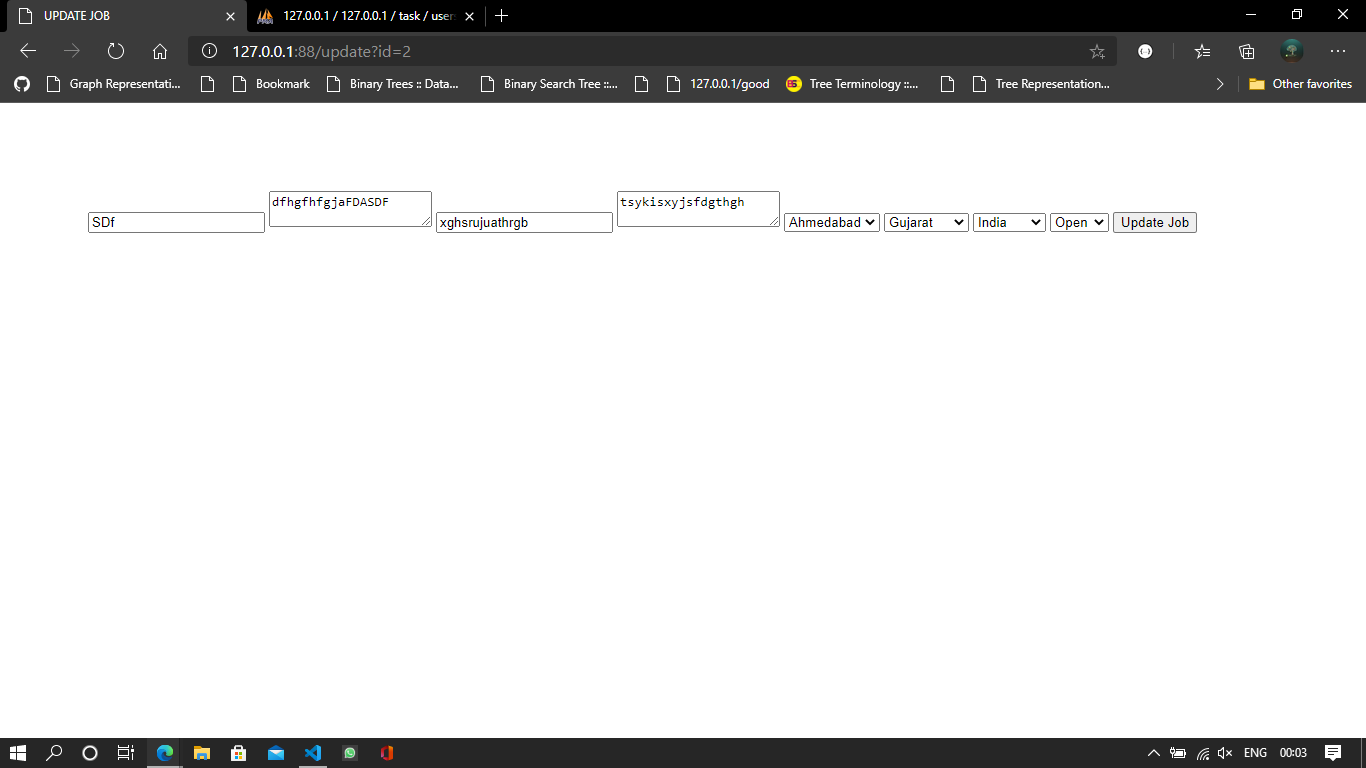 UPDATE JOB
127.0.0.1 / 127.0.0.1 / task / user
127.0.0.1:88/update?id=2
Graph Representati...
Bookmark
Binary Trees :: Data...
Binary Search Tree ::...
127.0.0.1/good
Tree Terminology ::...
Tree Representation...
Other favorites
SDf
dfhgfhfgjaFDASDF
xghsrujuathrgb
tsykisxyjsfdgthgh
Ahmedabad
Gujarat
India
Open
Update Job
ENG
00:03